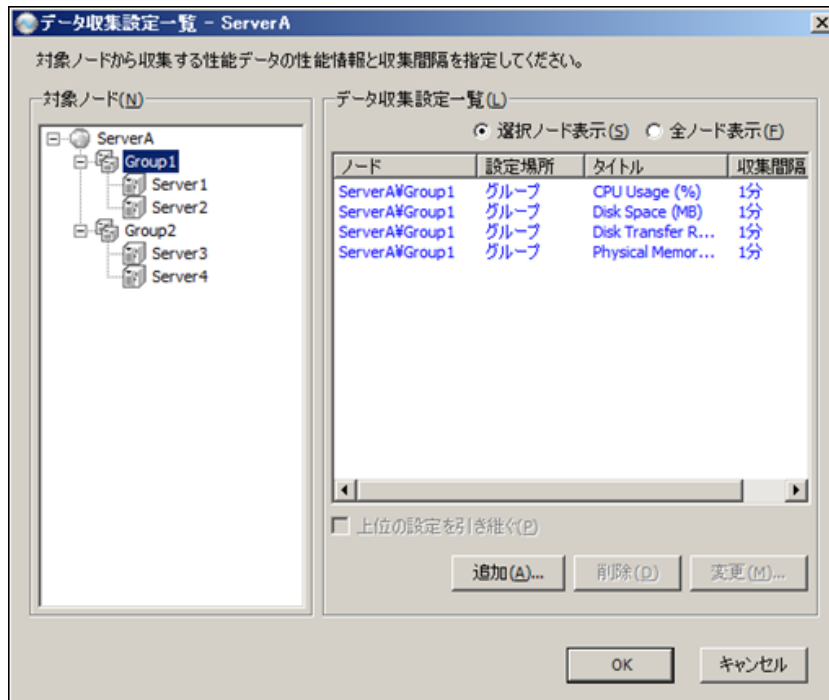 データ収集設定一覧 - ServerA
対象ノードから収集する性能データの性能情報と収集間隔を指定してください。
対象ノード(N)
ServerA
Group1
Server1
Server2
Group2
Server3
Server4
データ収集設定一覧(L)
選択ノード表示(S) 全ノード表示(E)
ノード 設定場所 タイトル 収集間隔
ServerA¥Group1 グループ CPU Usage (%) 1分
ServerA¥Group1 グループ Disk Space (MB) 1分
ServerA¥Group1 グループ Disk Transfer R... 1分
ServerA¥Group1 グループ Physical Memor... 1分
上位の設定を引き継ぐ(P)
追加(A)... 削除(D) 変更(M)...
OK キャンセル